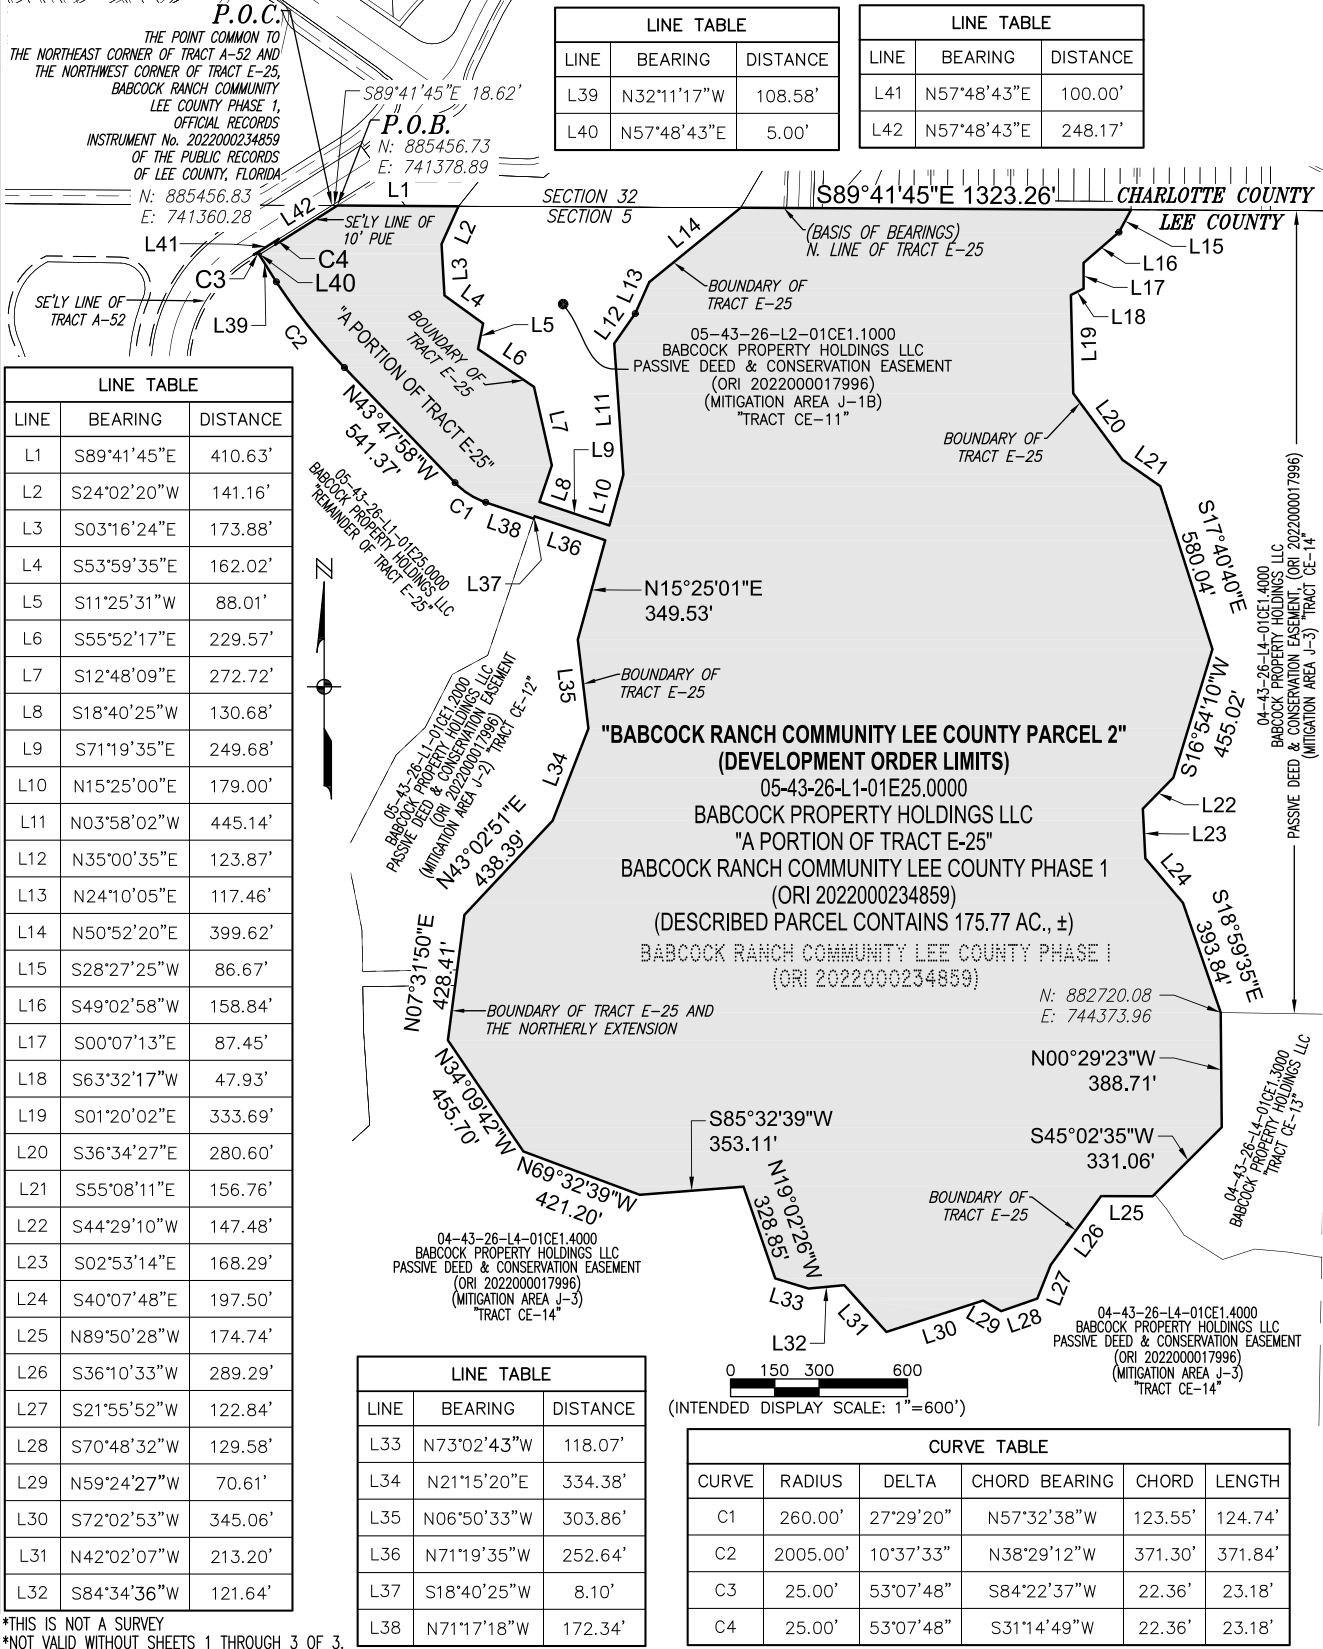 P.O.C.
THE POINT COMMON TO
THE NORTHEAST CORNER OF TRACT A-52 AND
THE NORTHWEST CORNER OF TRACT E-25,
BABCOCK RANCH COMMUNITY
LEE COUNTY PHASE 1,
OFFICIAL RECORDS
INSTRUMENT No. 2022000234859
OF THE PUBLIC RECORDS
OF LEE COUNTY, FLORIDA
N: 885456.83
E: 741360.28
S89°41'45"E 18.62'
P.O.B.
N: 885456.73
E: 741378.89
LINE TABLE
LINE BEARING DISTANCE
L39 N32°11'17"W 108.58'
L40 N57°48'43"E 5.00'
LINE TABLE
LINE BEARING DISTANCE
L41 N57°48'43"E 100.00'
L42 N57°48'43"E 248.17'
L1
SECTION 32
SECTION 5
S89°41'45"E 1323.26'
CHARLOTTE COUNTY
LEE COUNTY
(BASIS OF BEARINGS)
N. LINE OF TRACT E-25
L42
SE'LY LINE OF
10' PUE
L41
C3
C4
L40
L39
SE'LY LINE OF
TRACT A-52
C2
L2
L3
L4
L5
L6
L7
L8
L9
L10
L11
L12
L13
L14
L15
L16
L17
L18
L19
L20
L21
"A PORTION OF TRACT E-25"
BOUNDARY OF
TRACT E-25
BOUNDARY OF
TRACT E-25
05-43-26-L2-01CE1.1000
BABCOCK PROPERTY HOLDINGS LLC
PASSIVE DEED & CONSERVATION EASEMENT
(ORI 2022000017996)
(MITIGATION AREA J-1B)
"TRACT CE-11"
BOUNDARY OF
TRACT E-25
N43°47'58"W
541.37'
C1
L38
L37
L36
05-43-26-L1-01E25.0000
BABCOCK PROPERTY HOLDINGS LLC
"REMAINDER OF TRACT E-25"
S17°40'40"E
580.04'
04-43-26-L4-01CE1.4000
BABCOCK PROPERTY HOLDINGS LLC
PASSIVE DEED & CONSERVATION EASEMENT, (ORI 2022000017996)
(MITIGATION AREA J-3) "TRACT CE-14"
LINE TABLE
LINE BEARING DISTANCE
L1 S89°41'45"E 410.63'
L2 S24°02'20"W 141.16'
L3 S03°16'24"E 173.88'
L4 S53°59'35"E 162.02'
L5 S11°25'31"W 88.01'
L6 S55°52'17"E 229.57'
L7 S12°48'09"E 272.72'
L8 S18°40'25"W 130.68'
L9 S71°19'35"E 249.68'
L10 N15°25'00"E 179.00'
L11 N03°58'02"W 445.14'
L12 N35°00'35"E 123.87'
L13 N24°10'05"E 117.46'
L14 N50°52'20"E 399.62'
L15 S28°27'25"W 86.67'
L16 S49°02'58"W 158.84'
L17 S00°07'13"E 87.45'
L18 S63°32'17"W 47.93'
L19 S01°20'02"E 333.69'
L20 S36°34'27"E 280.60'
L21 S55°08'11"E 156.76'
L22 S44°29'10"W 147.48'
L23 S02°53'14"E 168.29'
L24 S40°07'48"E 197.50'
L25 N89°50'28"W 174.74'
L26 S36°10'33"W 289.29'
L27 S21°55'52"W 122.84'
L28 S70°48'32"W 129.58'
L29 N59°24'27"W 70.61'
L30 S72°02'53"W 345.06'
L31 N42°02'07"W 213.20'
L32 S84°34'36"W 121.64'
N
N15°25'01"E
349.53'
L35
BOUNDARY OF
TRACT E-25
L34
05-43-26-L1-01CE1.2000
BABCOCK PROPERTY HOLDINGS LLC
PASSIVE DEED & CONSERVATION EASEMENT
(ORI 2022000017996)
(MITIGATION AREA J-2) "TRACT CE-12"
N43°02'51"E
438.39'
"BABCOCK RANCH COMMUNITY LEE COUNTY PARCEL 2"
(DEVELOPMENT ORDER LIMITS)
05-43-26-L1-01E25.0000
BABCOCK PROPERTY HOLDINGS LLC
"A PORTION OF TRACT E-25"
BABCOCK RANCH COMMUNITY LEE COUNTY PHASE 1
(ORI 2022000234859)
(DESCRIBED PARCEL CONTAINS 175.77 AC., ±)
BABCOCK RANCH COMMUNITY LEE COUNTY PHASE I
(ORI 2022000234859)
S16°54'10"W
455.02'
L22
L23
L24
S18°59'35"E
393.84'
N: 882720.08
E: 744373.96
N07°31'50"E
428.41'
BOUNDARY OF TRACT E-25 AND
THE NORTHERLY EXTENSION
N34°09'42"W
455.70'
N00°29'23"W
388.71'
S45°02'35"W
331.06'
04-43-26-L4-01CE1.3000
BABCOCK PROPERTY HOLDINGS LLC
"TRACT CE-13"
S85°32'39"W
353.11'
N69°32'39"W
421.20'
N19°02'26"W
328.85'
BOUNDARY OF
TRACT E-25
L25
L26
L27
L28
L29
L30
L31
L32
L33
04-43-26-L4-01CE1.4000
BABCOCK PROPERTY HOLDINGS LLC
PASSIVE DEED & CONSERVATION EASEMENT
(ORI 2022000017996)
(MITIGATION AREA J-3)
"TRACT CE-14"
04-43-26-L4-01CE1.4000
BABCOCK PROPERTY HOLDINGS LLC
PASSIVE DEED & CONSERVATION EASEMENT
(ORI 2022000017996)
(MITIGATION AREA J-3)
"TRACT CE-14"
0 150 300 600
(INTENDED DISPLAY SCALE: 1"=600')
LINE TABLE
LINE BEARING DISTANCE
L33 N73°02'43"W 118.07'
L34 N21°15'20"E 334.38'
L35 N06°50'33"W 303.86'
L36 N71°19'35"W 252.64'
L37 S18°40'25"W 8.10'
L38 N71°17'18"W 172.34'
CURVE TABLE
CURVE RADIUS DELTA CHORD BEARING CHORD LENGTH
C1 260.00' 27°29'20" N57°32'38"W 123.55' 124.74'
C2 2005.00' 10°37'33" N38°29'12"W 371.30' 371.84'
C3 25.00' 53°07'48" S84°22'37"W 22.36' 23.18'
C4 25.00' 53°07'48" S31°14'49"W 22.36' 23.18'
*THIS IS NOT A SURVEY
*NOT VALID WITHOUT SHEETS 1 THROUGH 3 OF 3.